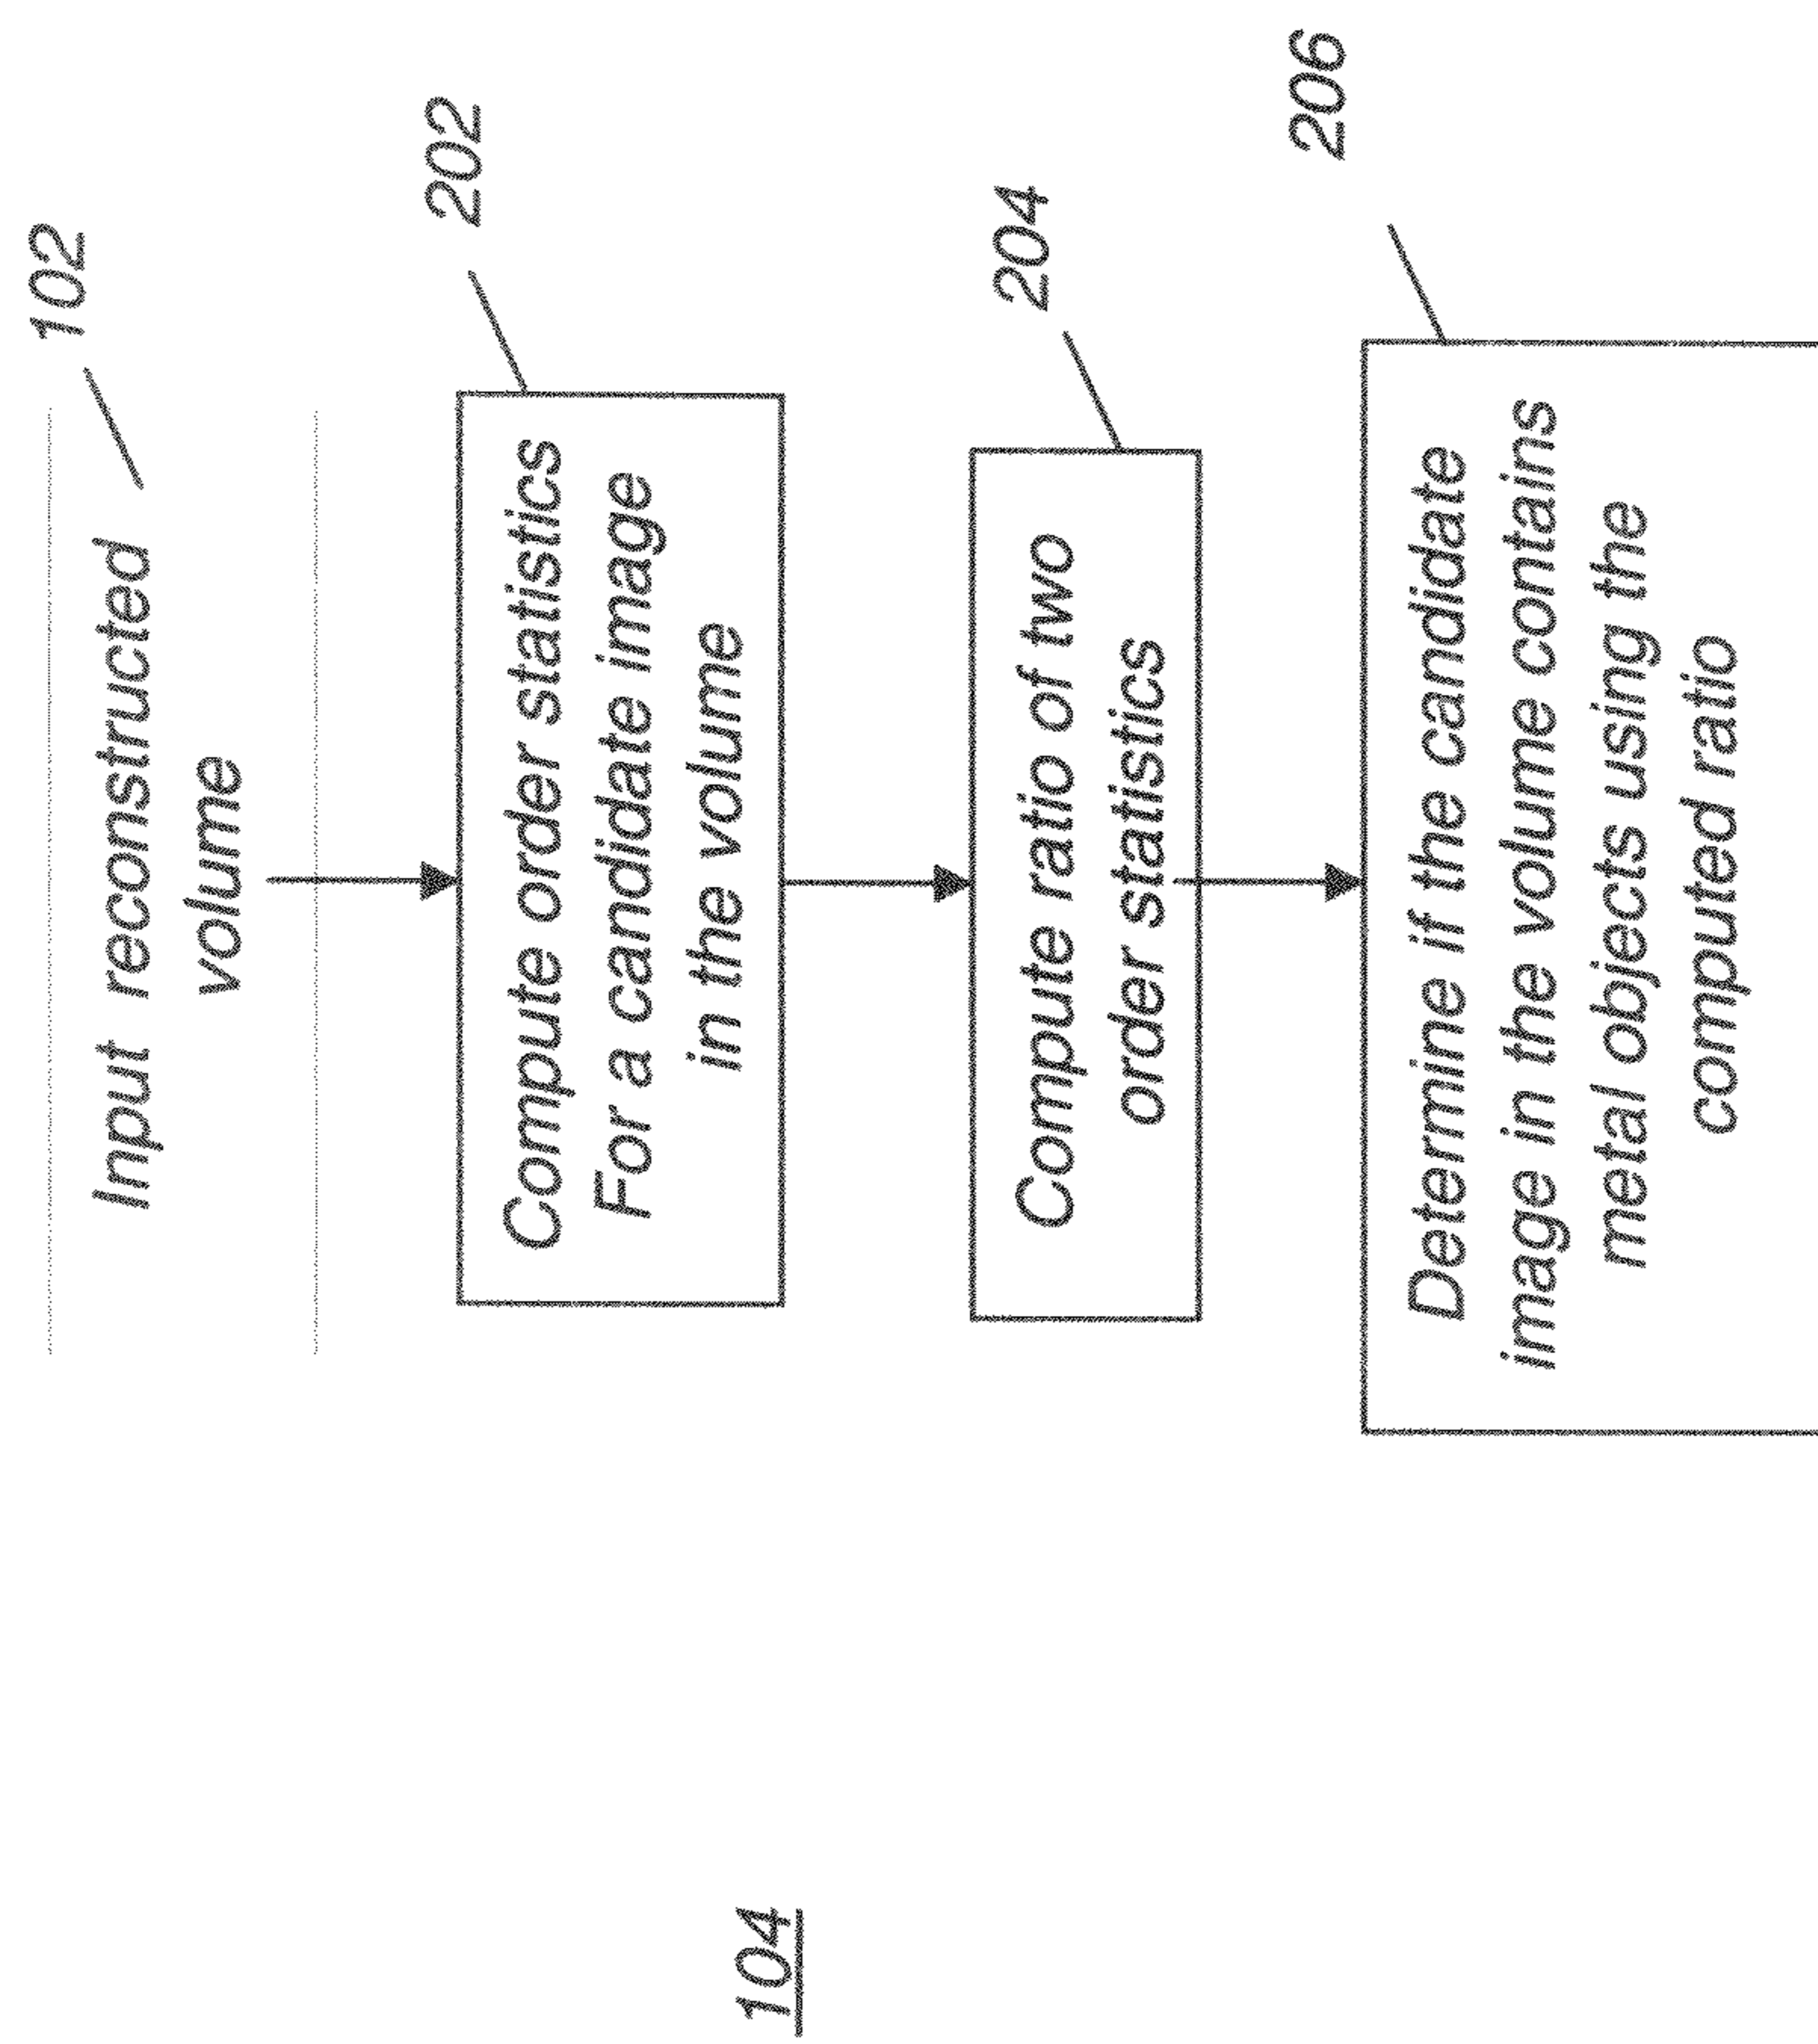 102
Input reconstructed
volume
202
Compute order statistics
For a candidate image
in the volume
204
Compute ratio of two
order statistics
206
Determine if the candidate
image in the volume contains
metal objects using the
computed ratio
104